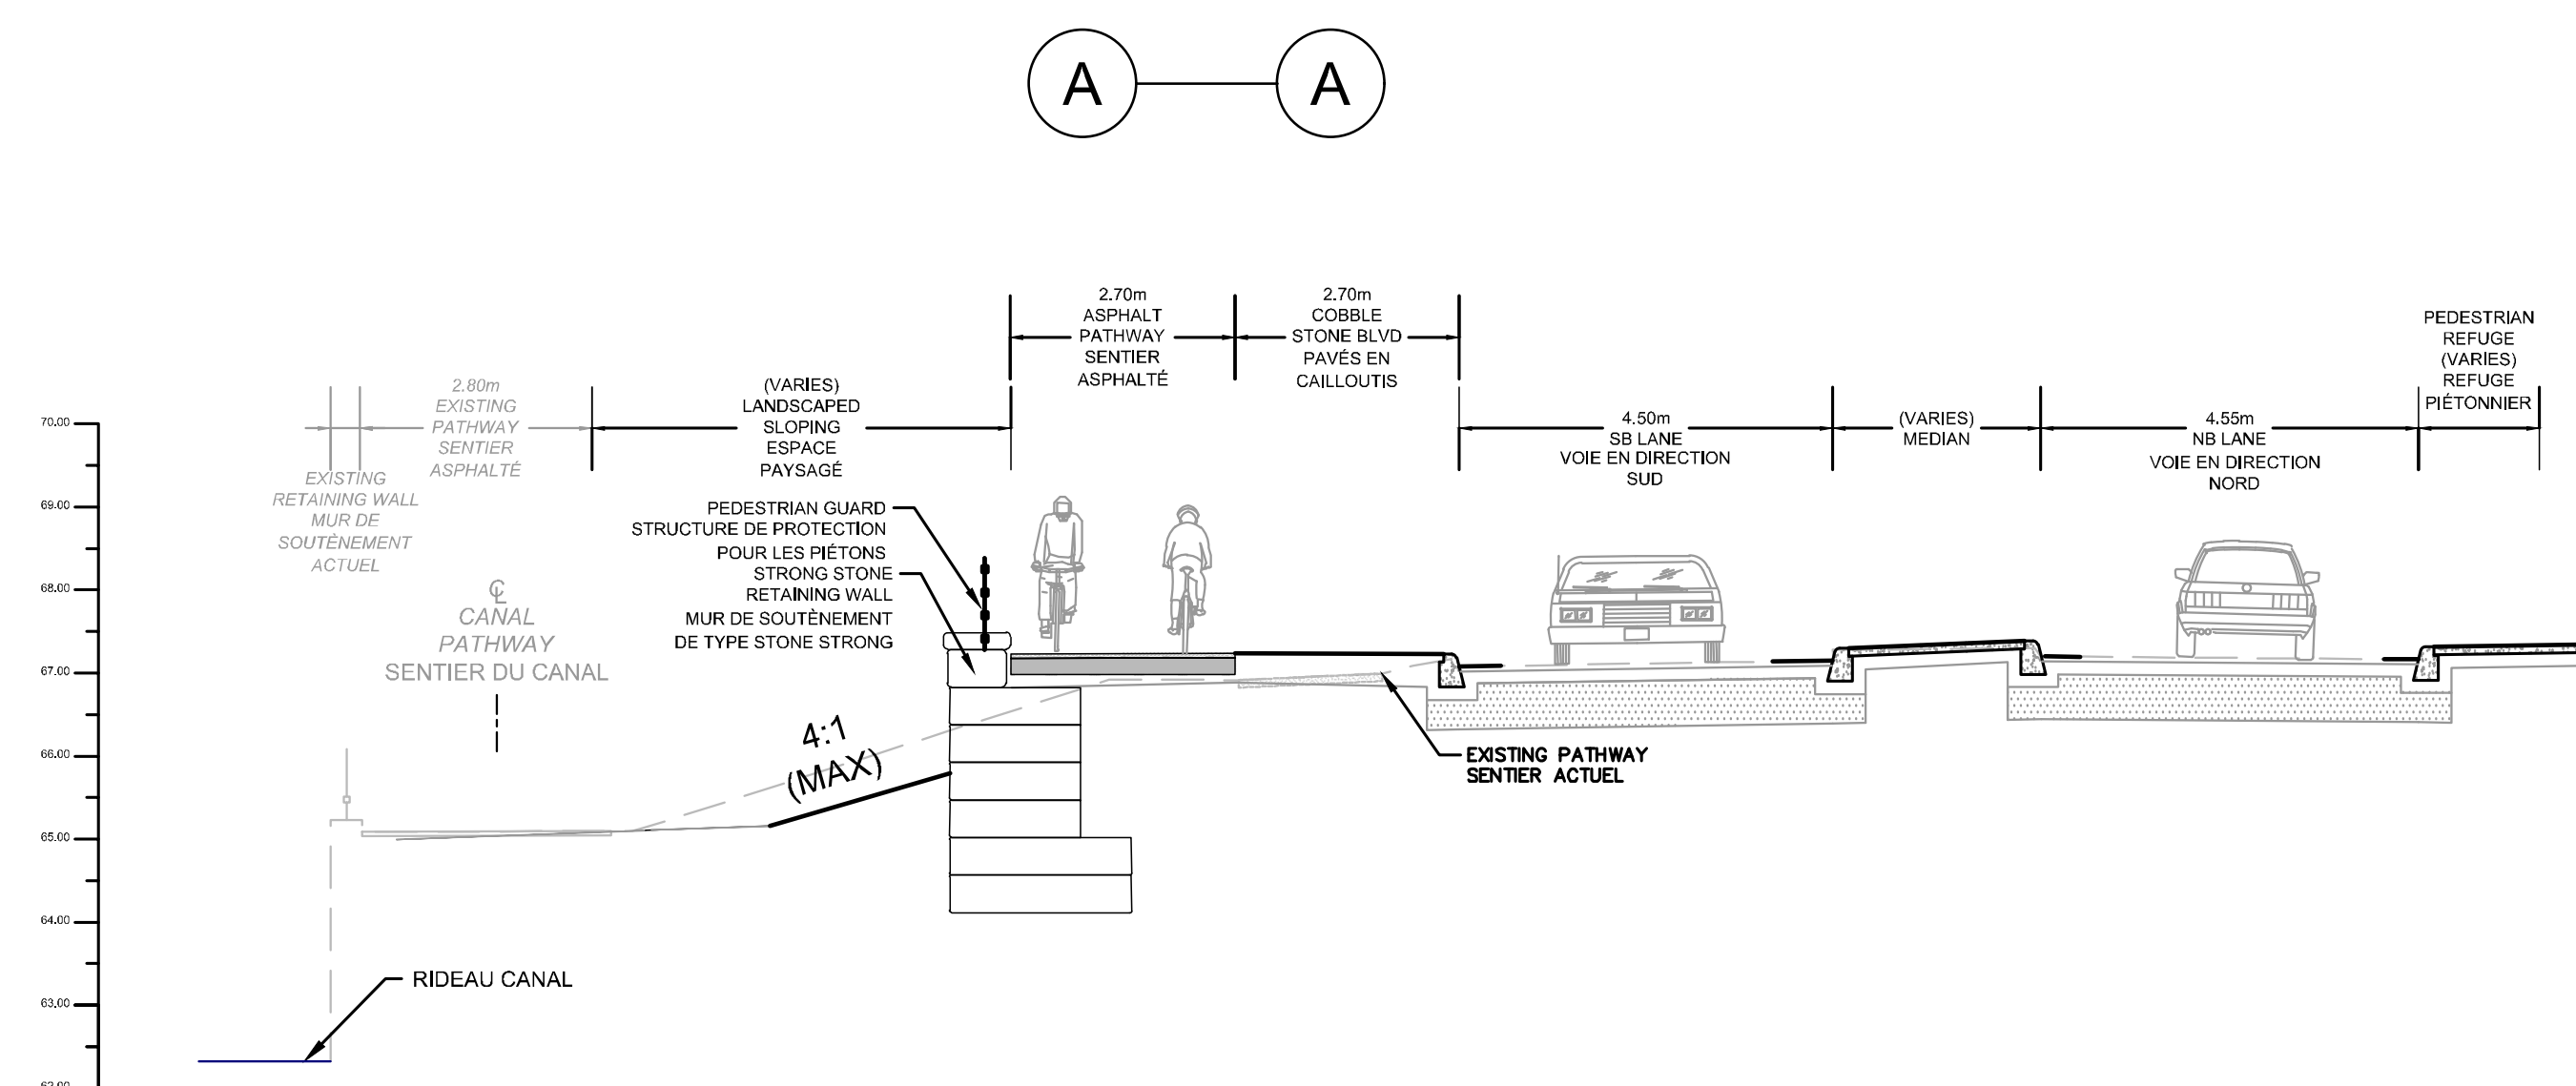 A A
2.80m
EXISTING
PATHWAY
SENTIER
ASPHALTÉ
EXISTING
RETAINING WALL
MUR DE
SOUTÈNEMENT
ACTUEL
(VARIES)
LANDSCAPED
SLOPING
ESPACE
PAYSAGÉ
2.70m
ASPHALT
PATHWAY
SENTIER
ASPHALTÉ
2.70m
COBBLE
STONE BLVD
PAVÉS EN
CAILLOUTIS
4.50m
SB LANE
VOIE EN DIRECTION
SUD
(VARIES)
MEDIAN
4.55m
NB LANE
VOIE EN DIRECTION
NORD
PEDESTRIAN
REFUGE
(VARIES)
REFUGE
PIÉTONNIER
70.00
69.00
68.00
67.00
66.00
65.00
64.00
63.00
62.00
℄
CANAL
PATHWAY
SENTIER DU CANAL
PEDESTRIAN GUARD
STRUCTURE DE PROTECTION
POUR LES PIÉTONS
STRONG STONE
RETAINING WALL
MUR DE SOUTÈNEMENT
DE TYPE STONE STRONG
4:1
(MAX)
EXISTING PATHWAY
SENTIER ACTUEL
RIDEAU CANAL